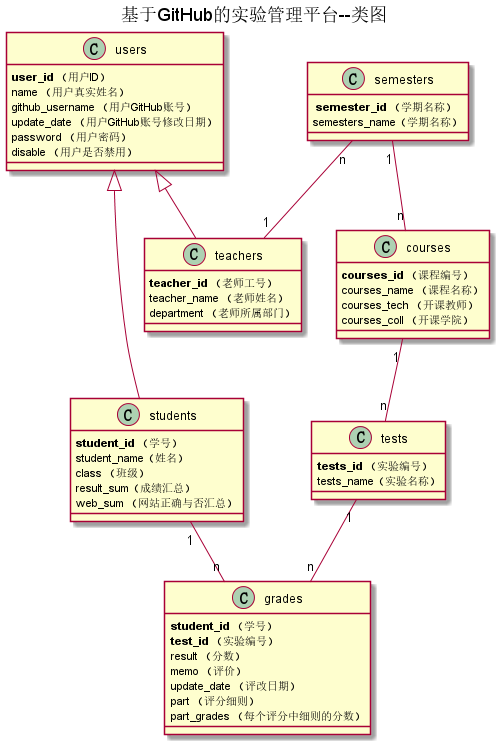 基于GitHub的实验管理平台--类图
C users
user_id （用户ID）
name （用户真实姓名）
github_username （用户GitHub账号）
update_date （用户GitHub账号修改日期）
password （用户密码）
disable （用户是否禁用）
C semesters
semester_id （学期名称）
semesters_name（学期名称）
n
1
1
n
C teachers
teacher_id （老师工号）
teacher_name （老师姓名）
department （老师所属部门）
C courses
courses_id （课程编号）
courses_name （课程名称）
courses_tech （开课教师）
courses_coll （开课学院）
1
n
C students
student_id （学号）
student_name（姓名）
class （班级）
result_sum（成绩汇总）
web_sum （网站正确与否汇总）
C tests
tests_id （实验编号）
tests_name（实验名称）
1
n
1
n
C grades
student_id （学号）
test_id （实验编号）
result （分数）
memo （评价）
update_date （评改日期）
part （评分细则）
part_grades （每个评分中细则的分数）